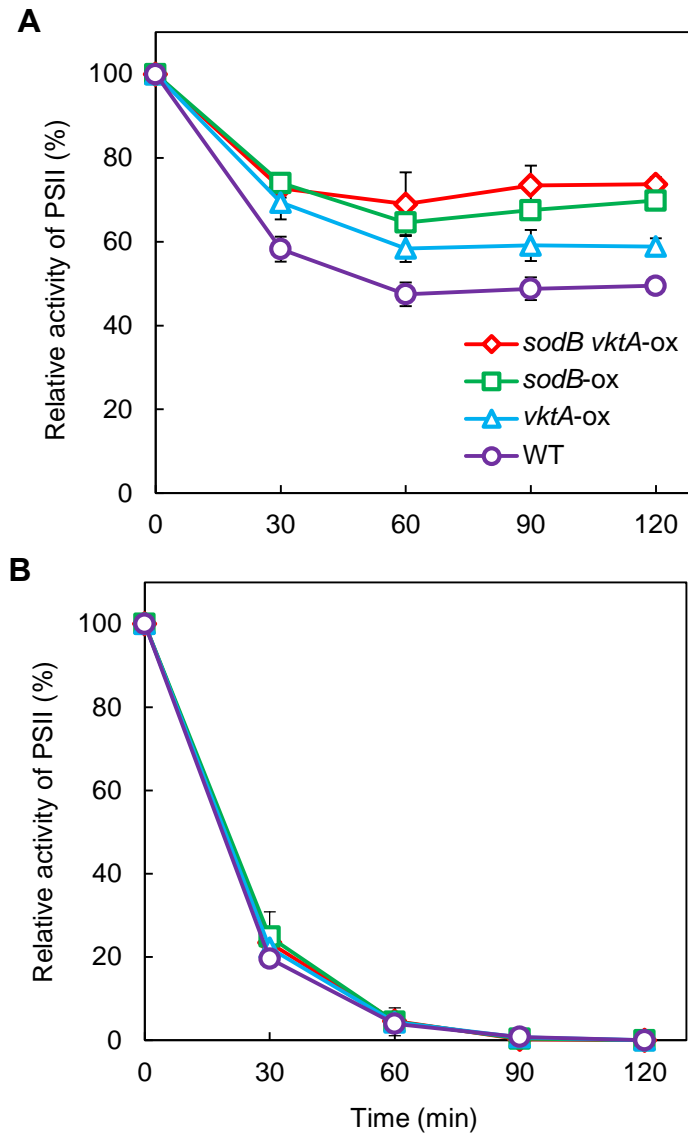 A
Relative activity of PSII (%)
100
80
60
40
20
0
sodB vktA-ox
sodB-ox
vktA-ox
WT
0 30 60 90 120
B
Relative activity of PSII (%)
100
80
60
40
20
0
0 30 60 90 120
Time (min)